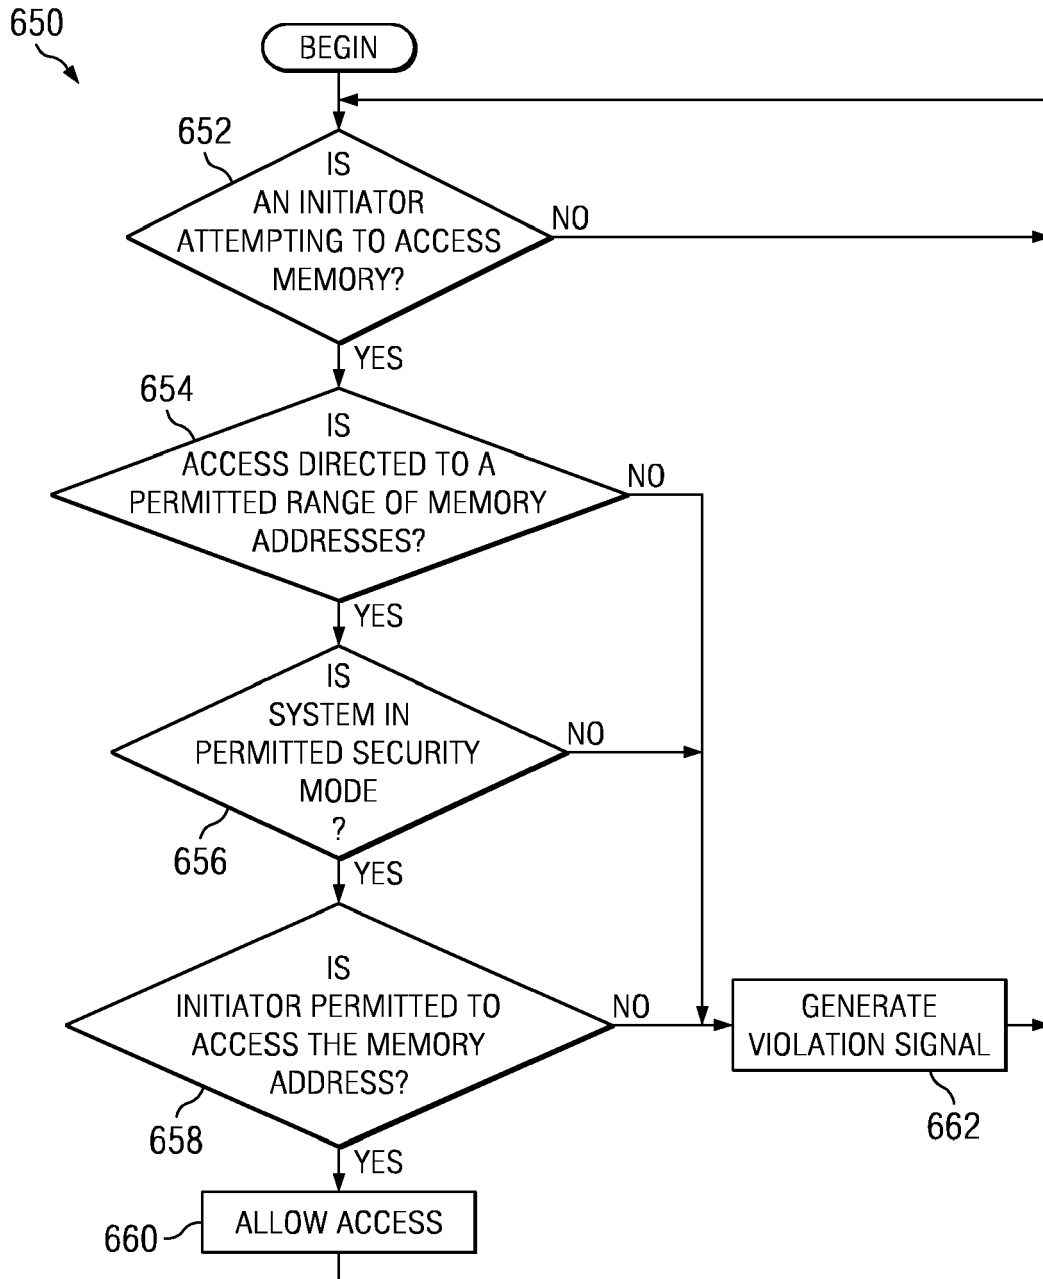 650
BEGIN
652
IS
AN INITIATOR
ATTEMPTING TO ACCESS
MEMORY?
NO
YES
654
IS
ACCESS DIRECTED TO A
PERMITTED RANGE OF MEMORY
ADDRESSES?
NO
YES
IS
SYSTEM IN
PERMITTED SECURITY
MODE
?
NO
656
YES
IS
INITIATOR PERMITTED TO
ACCESS THE MEMORY
ADDRESS?
NO
658
YES
GENERATE
VIOLATION SIGNAL
662
ALLOW ACCESS
660